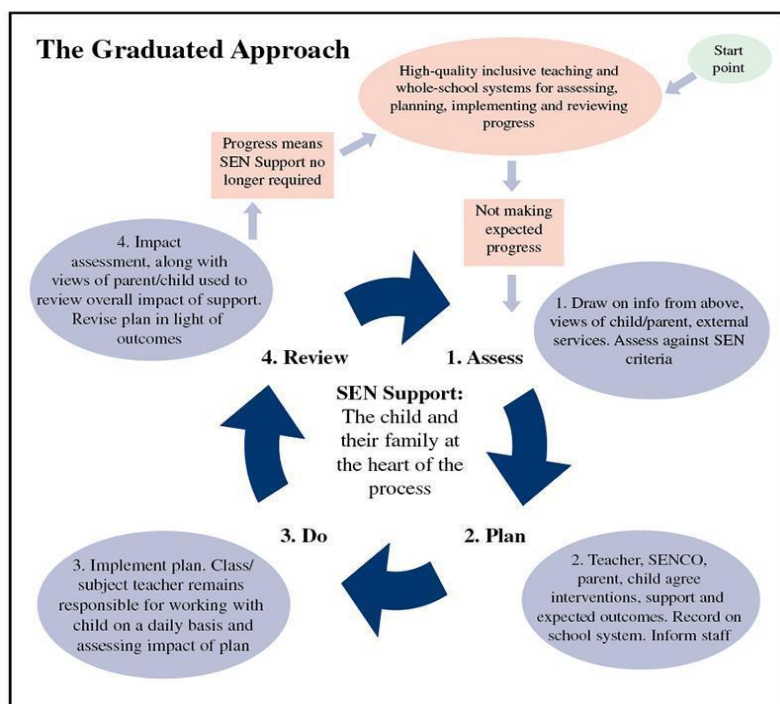 The Graduated Approach
Start
point
High-quality inclusive teaching and
whole-school systems for assessing,
planning, implementing and reviewing
progress
Progress means
SEN Support no
longer required
Not making
expected
progress
4. Impact
assessment, along with
views of parent/child used to
review overall impact of support.
Revise plan in light of
outcomes
1. Draw on info from above,
views of child/parent, external
services. Assess against SEN
criteria
4. Review
1. Assess
SEN Support:
The child and
their family at
the heart of the
process
3. Do
2. Plan
3. Implement plan. Class/
subject teacher remains
responsible for working with
child on a daily basis and
assessing impact of plan
2. Teacher, SENCO,
parent, child agree
interventions, support and
expected outcomes. Record on
school system. Inform staff